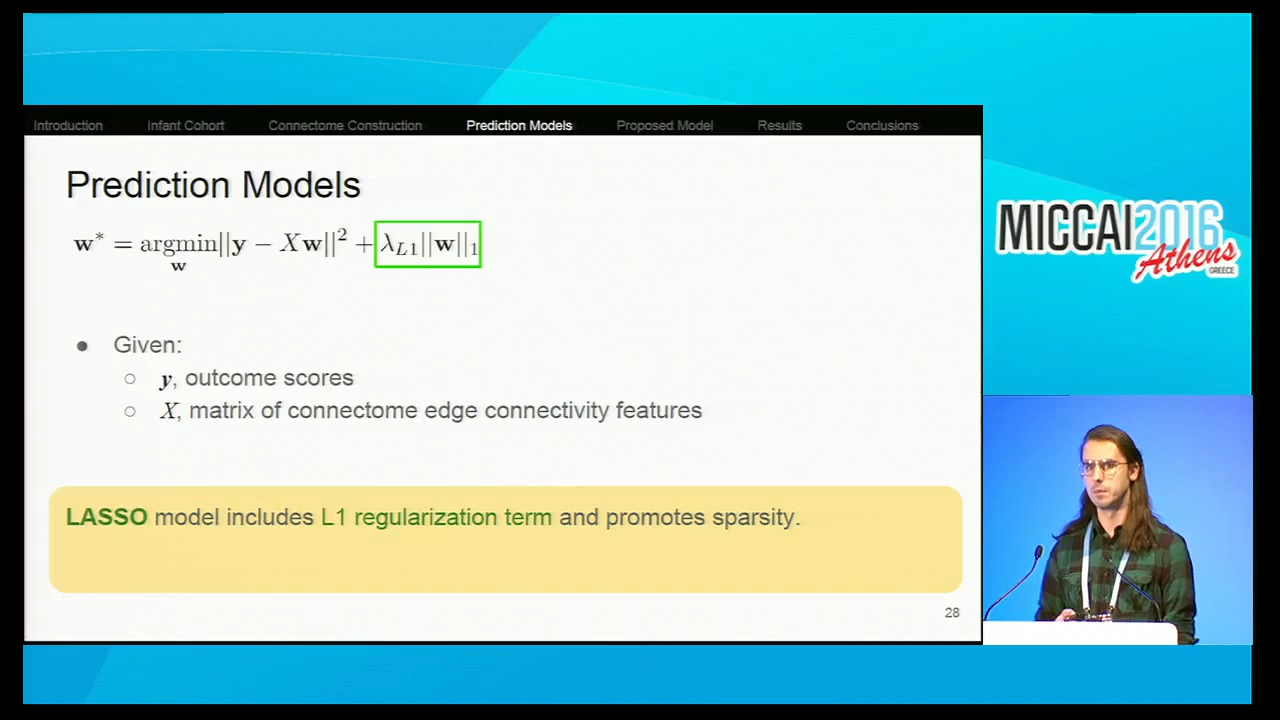 Introduction Infant Cohort Connectome Construction Prediction Models Proposed Model Results Conclusions
Prediction Models
w* = argmin||y − Xw||² + λ_L1||w||₁
w
● Given:
○ y, outcome scores
○ X, matrix of connectome edge connectivity features
LASSO model includes L1 regularization term and promotes sparsity.
28
MICCAI2016
Athens
GREECE